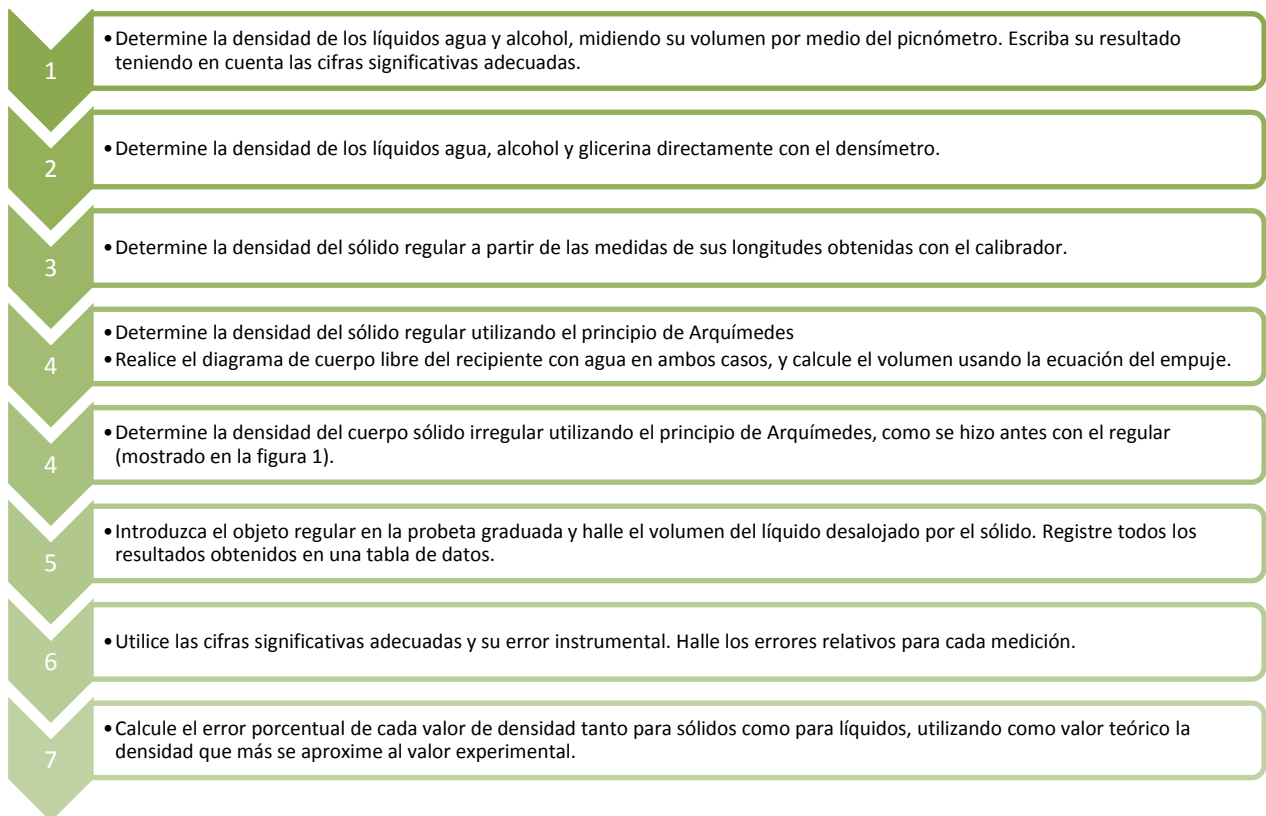 1
•Determine la densidad de los líquidos agua y alcohol, midiendo su volumen por medio del picnómetro. Escriba su resultado
teniendo en cuenta las cifras significativas adecuadas.
2
•Determine la densidad de los líquidos agua, alcohol y glicerina directamente con el densímetro.
3
•Determine la densidad del sólido regular a partir de las medidas de sus longitudes obtenidas con el calibrador.
4
•Determine la densidad del sólido regular utilizando el principio de Arquímedes
•Realice el diagrama de cuerpo libre del recipiente con agua en ambos casos, y calcule el volumen usando la ecuación del empuje.
4
•Determine la densidad del cuerpo sólido irregular utilizando el principio de Arquímedes, como se hizo antes con el regular
(mostrado en la figura 1).
5
•Introduzca el objeto regular en la probeta graduada y halle el volumen del líquido desalojado por el sólido. Registre todos los
resultados obtenidos en una tabla de datos.
6
•Utilice las cifras significativas adecuadas y su error instrumental. Halle los errores relativos para cada medición.
7
•Calcule el error porcentual de cada valor de densidad tanto para sólidos como para líquidos, utilizando como valor teórico la
densidad que más se aproxime al valor experimental.